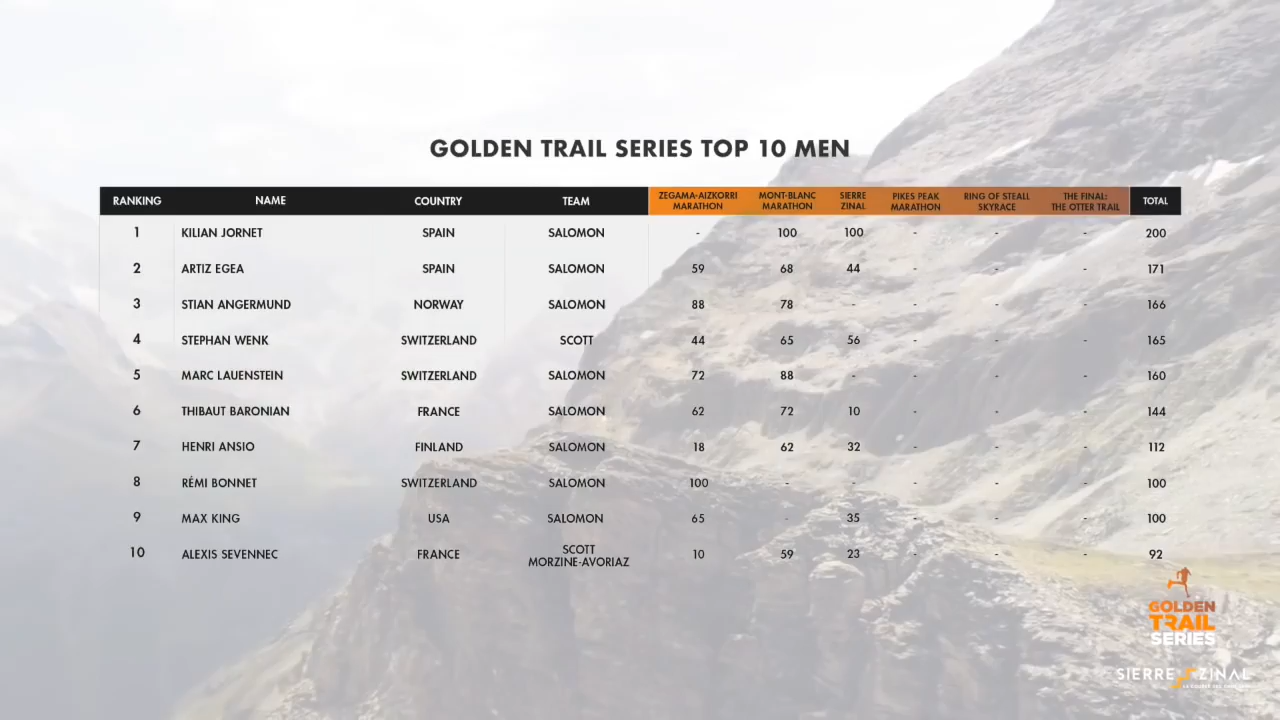 GOLDEN TRAIL SERIES TOP 10 MEN
RANKING NAME COUNTRY TEAM ZEGAMA-AIZKORRI MARATHON MONT-BLANC MARATHON SIERRE ZINAL PIKES PEAK MARATHON RING OF STEALL SKYRACE THE FINAL: THE OTTER TRAIL TOTAL
1 KILIAN JORNET SPAIN SALOMON - 100 100 - - - 200
2 ARTIZ EGEA SPAIN SALOMON 59 68 44 - - - 171
3 STIAN ANGERMUND NORWAY SALOMON 88 78 - - - - 166
4 STEPHAN WENK SWITZERLAND SCOTT 44 65 56 - - - 165
5 MARC LAUENSTEIN SWITZERLAND SALOMON 72 88 - - - - 160
6 THIBAUT BARONIAN FRANCE SALOMON 62 72 10 - - - 144
7 HENRI ANSIO FINLAND SALOMON 18 62 32 - - - 112
8 RÉMI BONNET SWITZERLAND SALOMON 100 - - - - - 100
9 MAX KING USA SALOMON 65 - 35 - - - 100
10 ALEXIS SEVENNEC FRANCE SCOTT MORZINE-AVORIAZ 10 59 23 - - - 92
GOLDEN
TRAIL
SERIES
SIERRE ZINAL